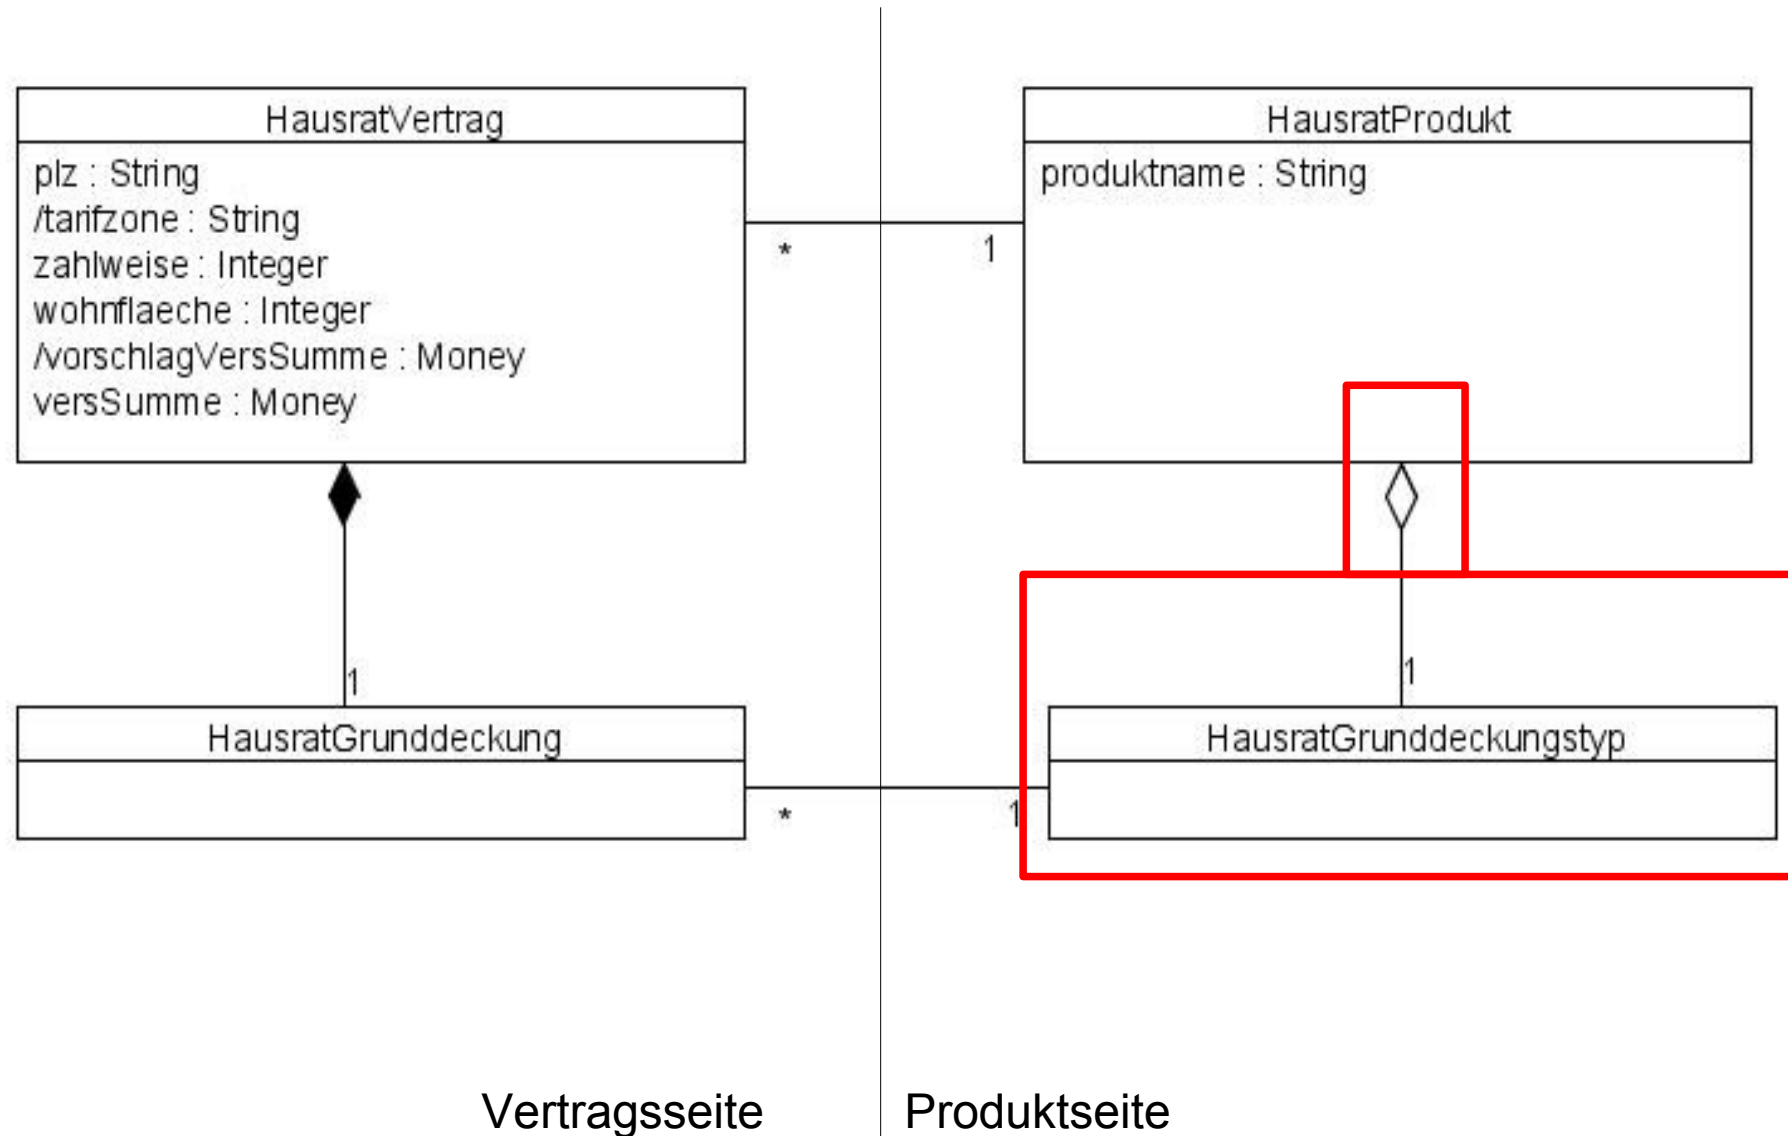 HausratVertrag
plz : String
/tarifzone : String
zahlweise : Integer
wohnflaeche : Integer
/vorschlagVersSumme : Money
versSumme : Money
HausratProdukt
produktname : String
* 1
1
1
HausratGrunddeckung
HausratGrunddeckungstyp
* 1
Vertragsseite
Produktseite